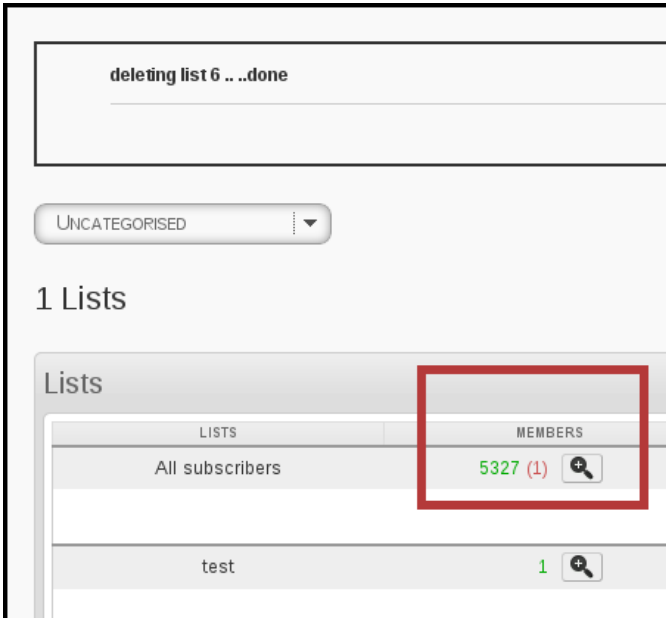 deleting list 6 .. ..done
UNCATEGORISED
1 Lists
Lists
LISTS MEMBERS
All subscribers 5327 (1)
test 1